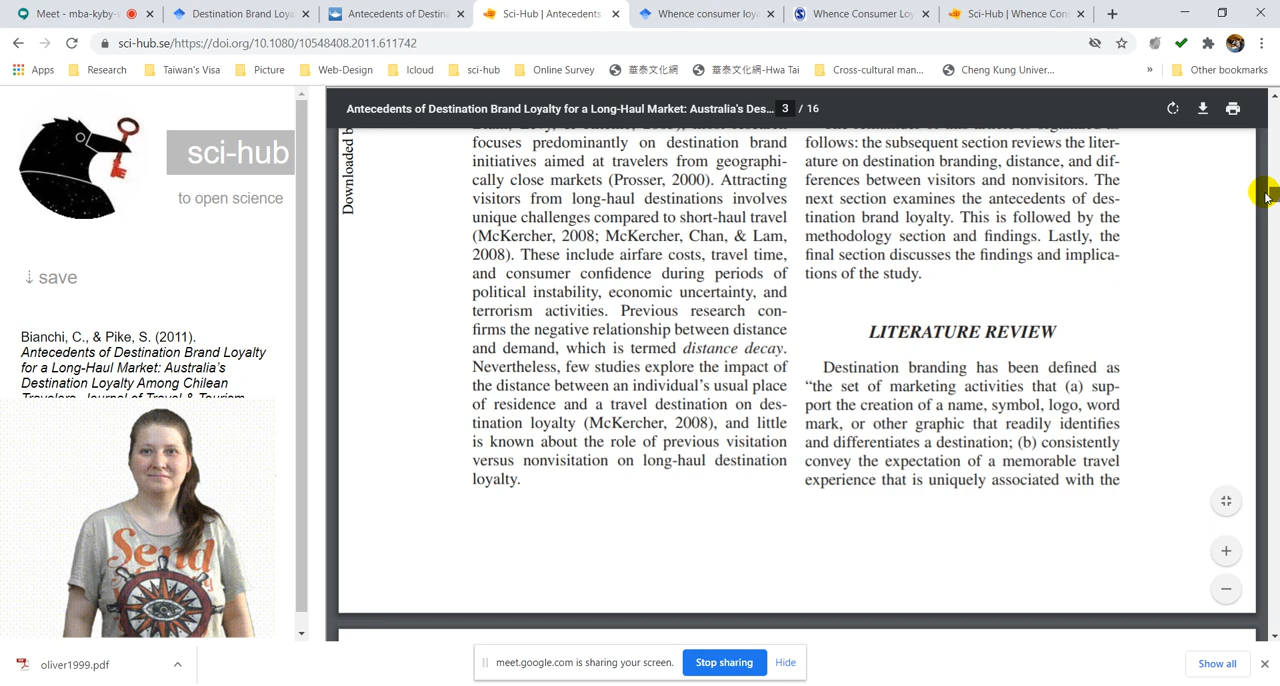 Meet - mba-kyby-
Destination Brand Loya
Antecedents of Destina
Sci-Hub | Antecedents
Whence consumer loya
Whence Consumer Loy
Sci-Hub | Whence Con
sci-hub.se/https://doi.org/10.1080/10548408.2011.611742
Apps
Research
Taiwan's Visa
Picture
Web-Design
Icloud
sci-hub
Online Survey
華泰文化網
華泰文化網-Hwa Tai
Cross-cultural man...
Cheng Kung Univer...
»
Other bookmarks
sci-hub
to open science
↓ save
Bianchi, C., & Pike, S. (2011).
Antecedents of Destination Brand Loyalty
for a Long-Haul Market: Australia's
Destination Loyalty Among Chilean
Travelers. Journal of Travel & Tourism
Send
Antecedents of Destination Brand Loyalty for a Long-Haul Market: Australia's Des... 3 / 16
Downloaded b
focuses predominantly on destination brand
initiatives aimed at travelers from geographi-
cally close markets (Prosser, 2000). Attracting
visitors from long-haul destinations involves
unique challenges compared to short-haul travel
(McKercher, 2008; McKercher, Chan, & Lam,
2008). These include airfare costs, travel time,
and consumer confidence during periods of
political instability, economic uncertainty, and
terrorism activities. Previous research con-
firms the negative relationship between distance
and demand, which is termed distance decay.
Nevertheless, few studies explore the impact of
the distance between an individual's usual place
of residence and a travel destination on des-
tination loyalty (McKercher, 2008), and little
is known about the role of previous visitation
versus nonvisitation on long-haul destination
loyalty.
follows: the subsequent section reviews the liter-
ature on destination branding, distance, and dif-
ferences between visitors and nonvisitors. The
next section examines the antecedents of des-
tination brand loyalty. This is followed by the
methodology section and findings. Lastly, the
final section discusses the findings and implica-
tions of the study.
LITERATURE REVIEW
Destination branding has been defined as
“the set of marketing activities that (a) sup-
port the creation of a name, symbol, logo, word
mark, or other graphic that readily identifies
and differentiates a destination; (b) consistently
convey the expectation of a memorable travel
experience that is uniquely associated with the
oliver1999.pdf
meet.google.com is sharing your screen.
Stop sharing
Hide
Show all